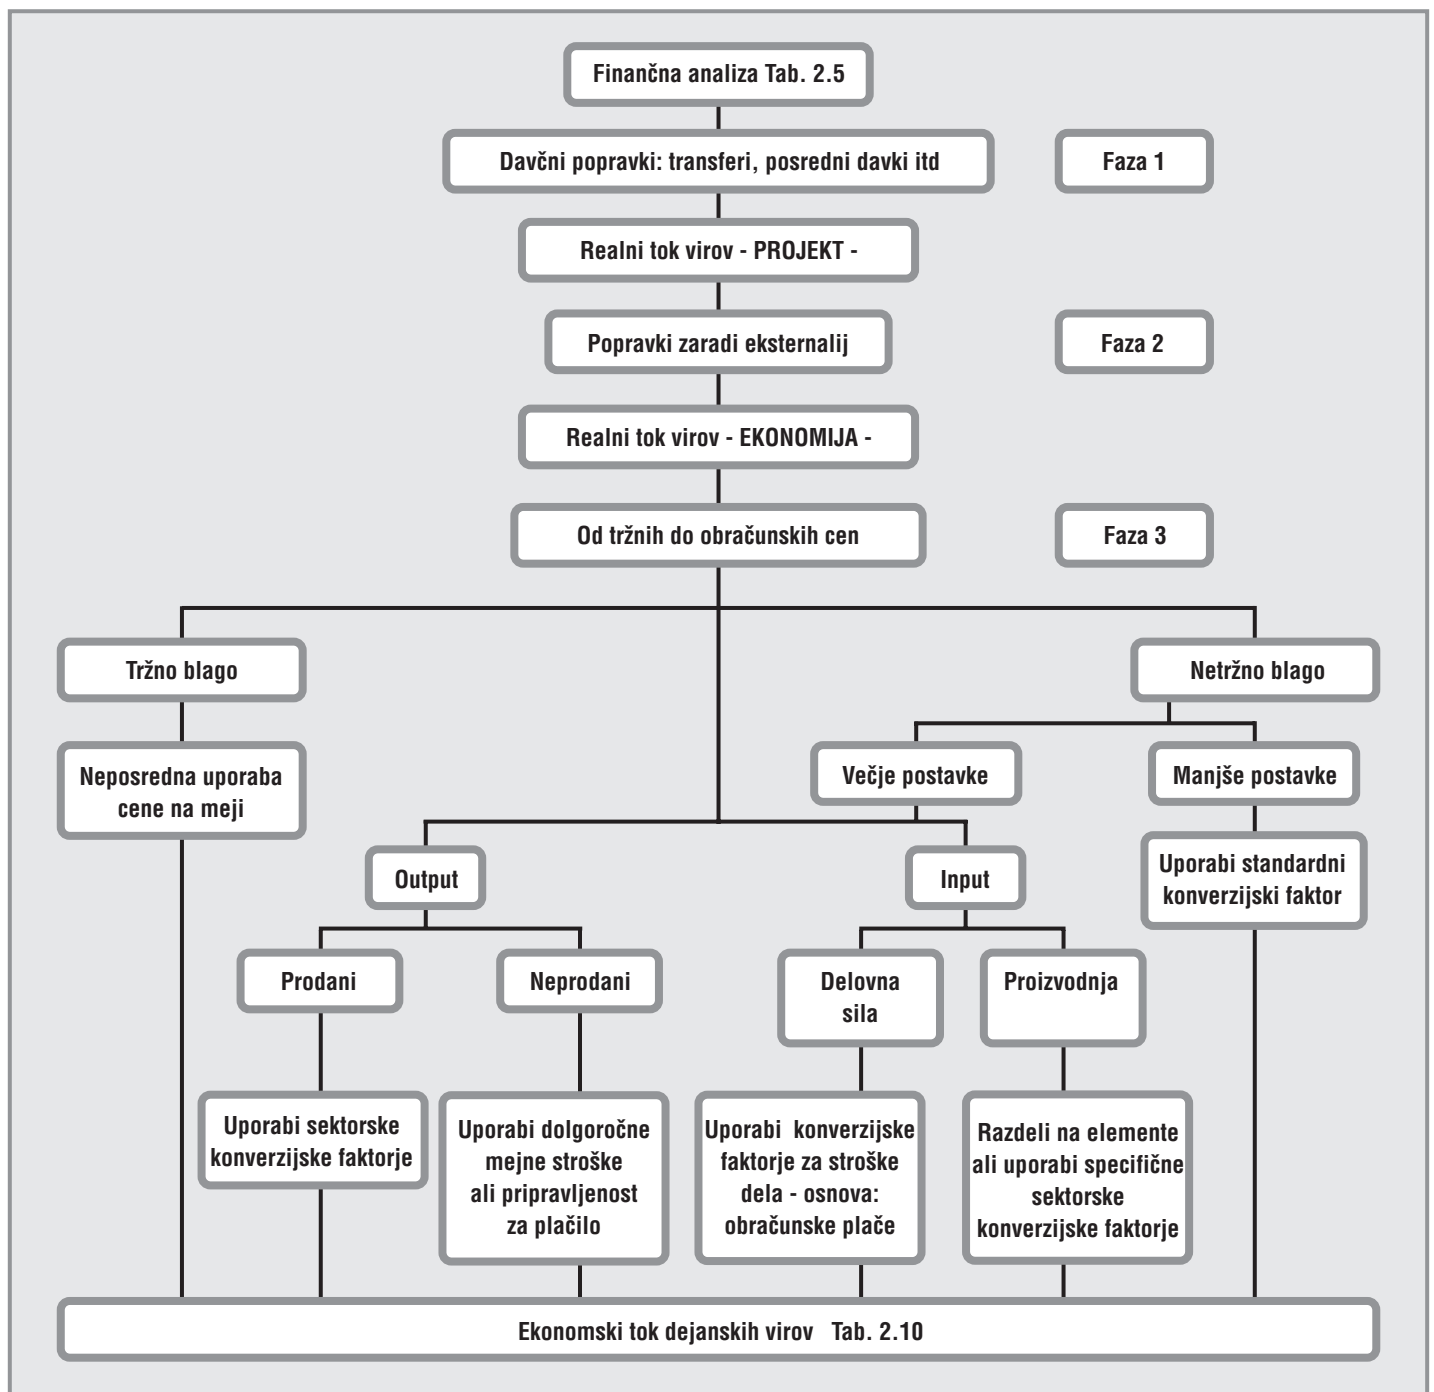 Finančna analiza Tab. 2.5
Davčni popravki: transferi, posredni davki itd
Faza 1
Realni tok virov - PROJEKT -
Popravki zaradi eksternalij
Faza 2
Realni tok virov - EKONOMIJA -
Od tržnih do obračunskih cen
Faza 3
Tržno blago
Netržno blago
Neposredna uporaba
cene na meji
Večje postavke
Manjše postavke
Output
Input
Uporabi standardni
konverzijski faktor
Prodani
Neprodani
Delovna
sila
Proizvodnja
Uporabi sektorske
konverzijske faktorje
Uporabi dolgoročne
mejne stroške
ali pripravljenost
za plačilo
Uporabi konverzijske
faktorje za stroške
dela - osnova:
obračunske plače
Razdeli na elemente
ali uporabi specifične
sektorske
konverzijske faktorje
Ekonomski tok dejanskih virov Tab. 2.10